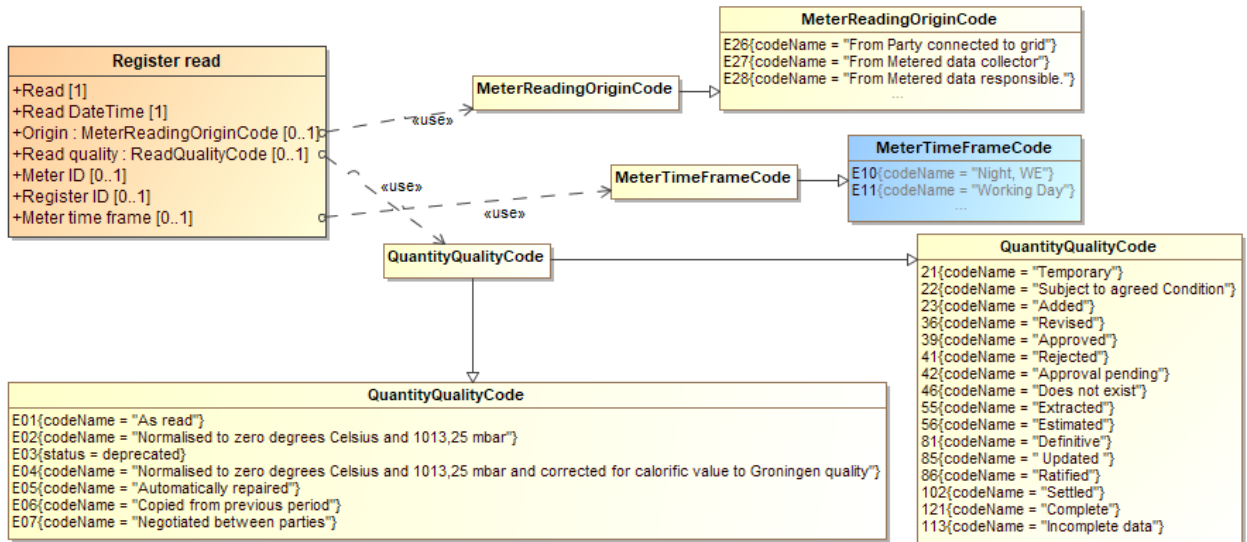 Register read
+Read [1]
+Read DateTime [1]
+Origin : MeterReadingOriginCode [0..1]
+Read quality : ReadQualityCode [0..1]
+Meter ID [0..1]
+Register ID [0..1]
+Meter time frame [0..1]
«use»
«use»
«use»
MeterReadingOriginCode
MeterReadingOriginCode
E26{codeName = "From Party connected to grid"}
E27{codeName = "From Metered data collector"}
E28{codeName = "From Metered data responsible."}
...
MeterTimeFrameCode
MeterTimeFrameCode
E10{codeName = "Night, WE"}
E11{codeName = "Working Day"}
...
QuantityQualityCode
QuantityQualityCode
21{codeName = "Temporary"}
22{codeName = "Subject to agreed Condition"}
23{codeName = "Added"}
36{codeName = "Revised"}
39{codeName = "Approved"}
41{codeName = "Rejected"}
42{codeName = "Approval pending"}
46{codeName = "Does not exist"}
55{codeName = "Extracted"}
56{codeName = "Estimated"}
81{codeName = "Definitive"}
85{codeName = " Updated "}
86{codeName = "Ratified"}
102{codeName = "Settled"}
121{codeName = "Complete"}
113{codeName = "Incomplete data"}
QuantityQualityCode
E01{codeName = "As read"}
E02{codeName = "Normalised to zero degrees Celsius and 1013,25 mbar"}
E03{status = deprecated}
E04{codeName = "Normalised to zero degrees Celsius and 1013,25 mbar and corrected for calorific value to Groningen quality"}
E05{codeName = "Automatically repaired"}
E06{codeName = "Copied from previous period"}
E07{codeName = "Negotiated between parties"}